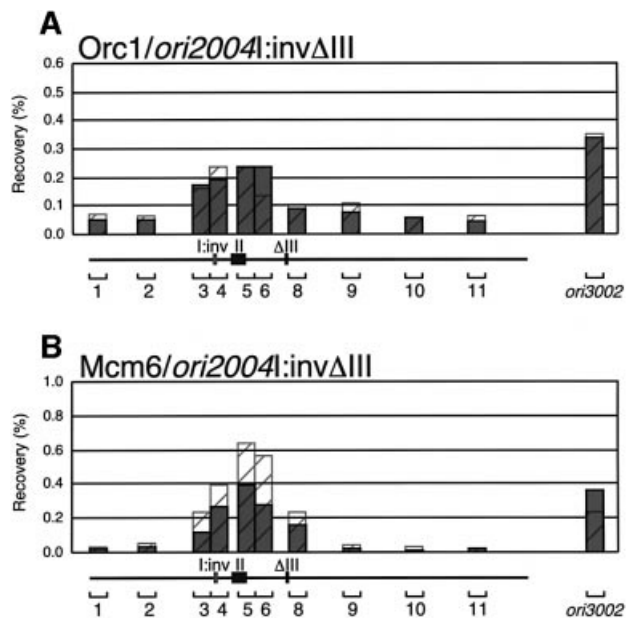 A
Orc1/ori2004I:invΔIII
Recovery (%)
0.6
0.5
0.4
0.3
0.2
0.1
0.0
I:inv II ΔIII
1 2 3 4 5 6 8 9 10 11 ori3002
B
Mcm6/ori2004I:invΔIII
Recovery (%)
1.0
0.8
0.6
0.4
0.2
0.0
I:inv II ΔIII
1 2 3 4 5 6 8 9 10 11 ori3002